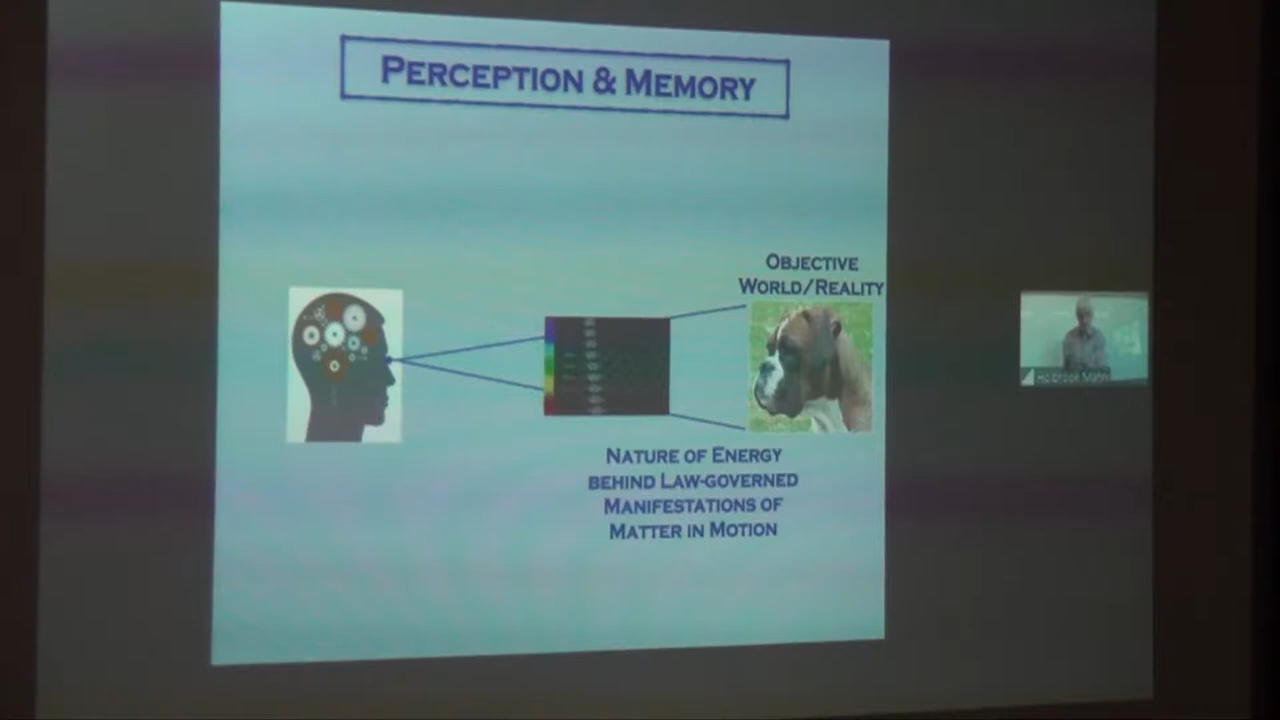 PERCEPTION & MEMORY
OBJECTIVE
WORLD/REALITY
NATURE OF ENERGY
BEHIND LAW-GOVERNED
MANIFESTATIONS OF
MATTER IN MOTION